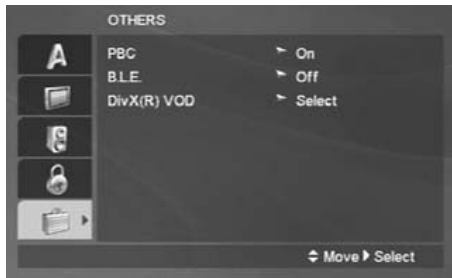 OTHERS
PBC On
B.L.E. Off
DivX(R) VOD Select
Move Select